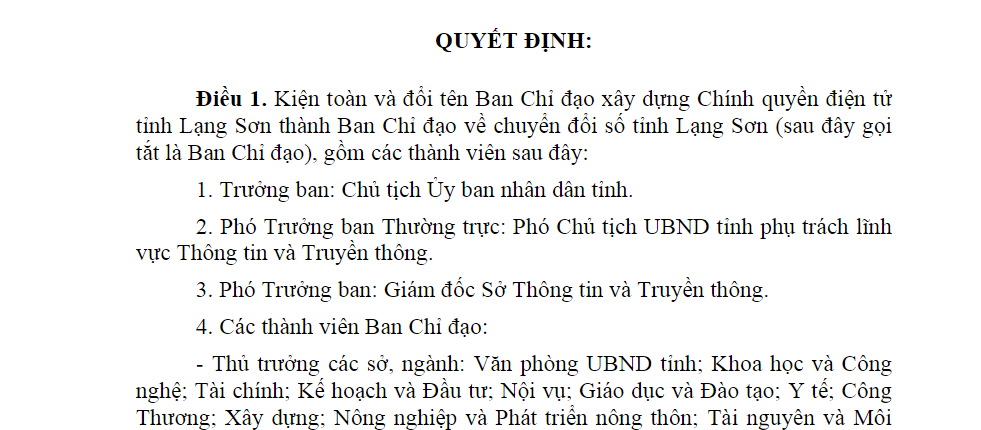 QUYẾT ĐỊNH:
Điều 1. Kiện toàn và đổi tên Ban Chỉ đạo xây dựng Chính quyền điện tử
tỉnh Lạng Sơn thành Ban Chỉ đạo về chuyển đổi số tỉnh Lạng Sơn (sau đây gọi
tắt là Ban Chỉ đạo), gồm các thành viên sau đây:
1. Trưởng ban: Chủ tịch Ủy ban nhân dân tỉnh.
2. Phó Trưởng ban Thường trực: Phó Chủ tịch UBND tỉnh phụ trách lĩnh
vực Thông tin và Truyền thông.
3. Phó Trưởng ban: Giám đốc Sở Thông tin và Truyền thông.
4. Các thành viên Ban Chỉ đạo:
- Thủ trưởng các sở, ngành: Văn phòng UBND tỉnh; Khoa học và Công
nghệ; Tài chính; Kế hoạch và Đầu tư; Nội vụ; Giáo dục và Đào tạo; Y tế; Công
Thương; Xây dựng; Nông nghiệp và Phát triển nông thôn; Tài nguyên và Môi